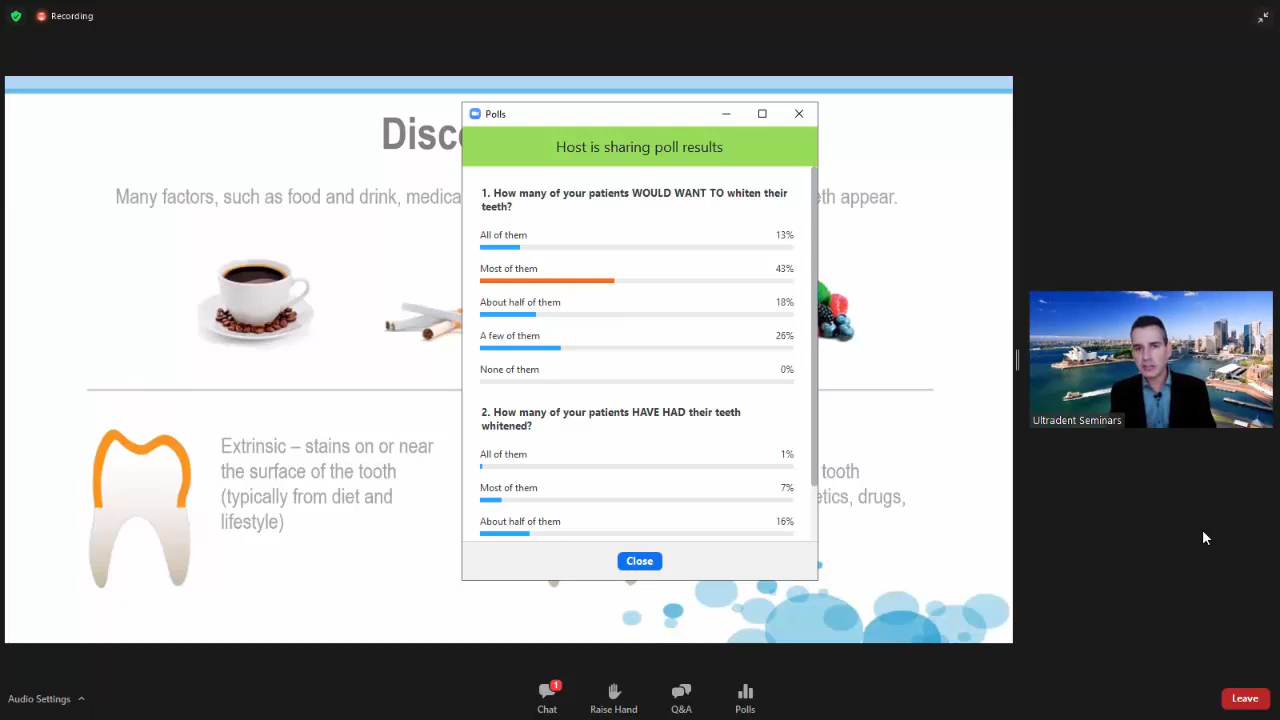 Recording
Disc
Many factors, such as food and drink, medica
th appear.
Extrinsic – stains on or near
the surface of the tooth
(typically from diet and
lifestyle)
tooth
etics, drugs,
Polls
Host is sharing poll results
1. How many of your patients WOULD WANT TO whiten their
teeth?
All of them 13%
Most of them 43%
About half of them 18%
A few of them 26%
None of them 0%
2. How many of your patients HAVE HAD their teeth
whitened?
All of them 1%
Most of them 7%
About half of them 16%
Close
Ultradent Seminars
Audio Settings
1
Chat
Raise Hand
Q&A
Polls
Leave